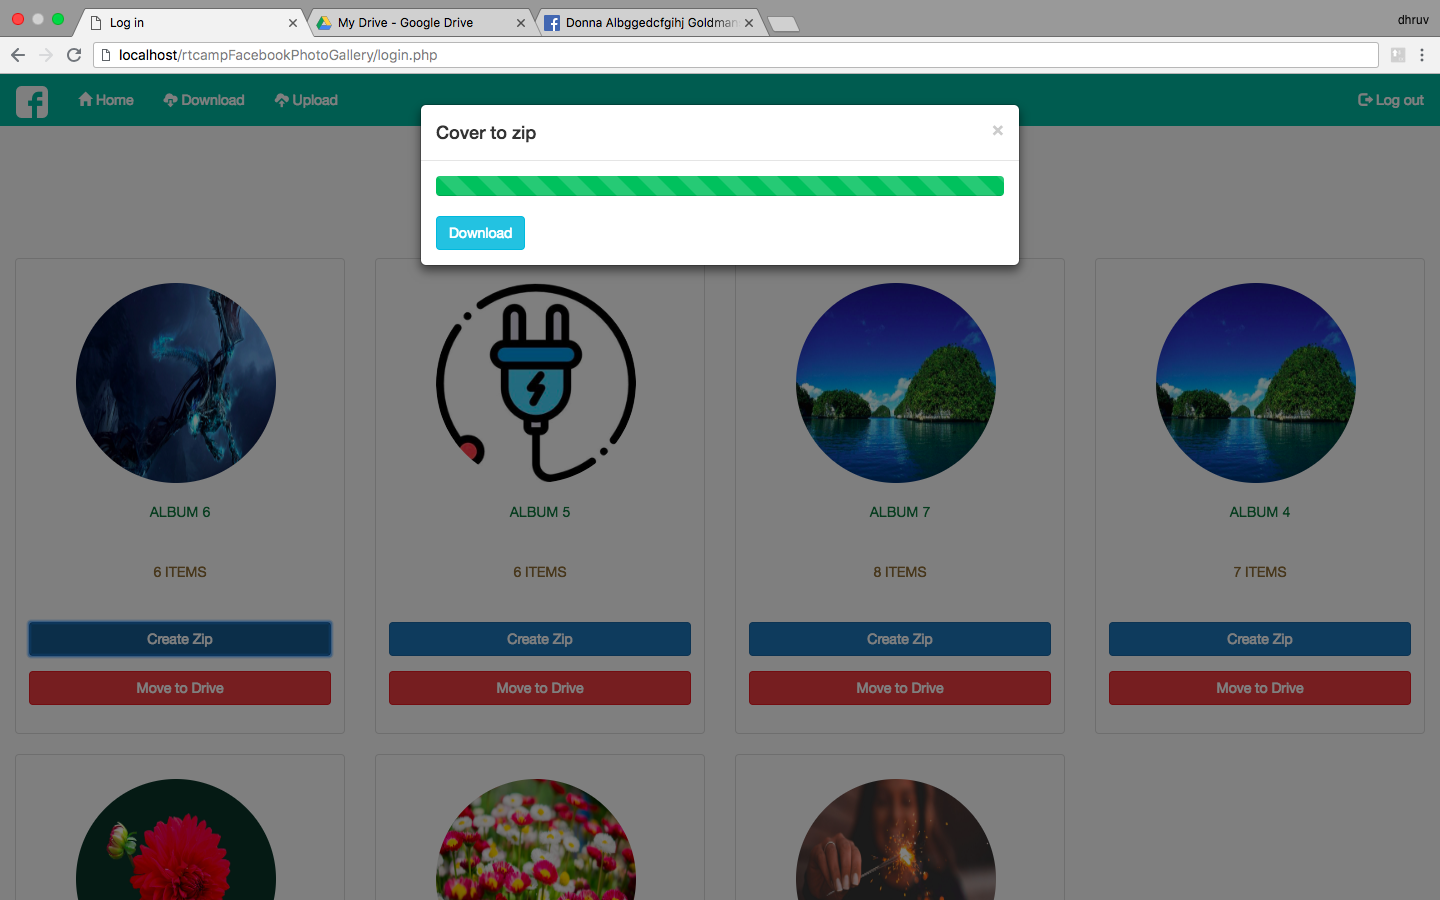 Log in
My Drive - Google Drive
Donna Albggedcfgihj Goldman
dhruv
localhost/rtcampFacebookPhotoGallery/login.php
Home
Download
Upload
Log out
Cover to zip
×
Download
ALBUM 6
6 ITEMS
Create Zip
Move to Drive
ALBUM 5
6 ITEMS
Create Zip
Move to Drive
ALBUM 7
8 ITEMS
Create Zip
Move to Drive
ALBUM 4
7 ITEMS
Create Zip
Move to Drive